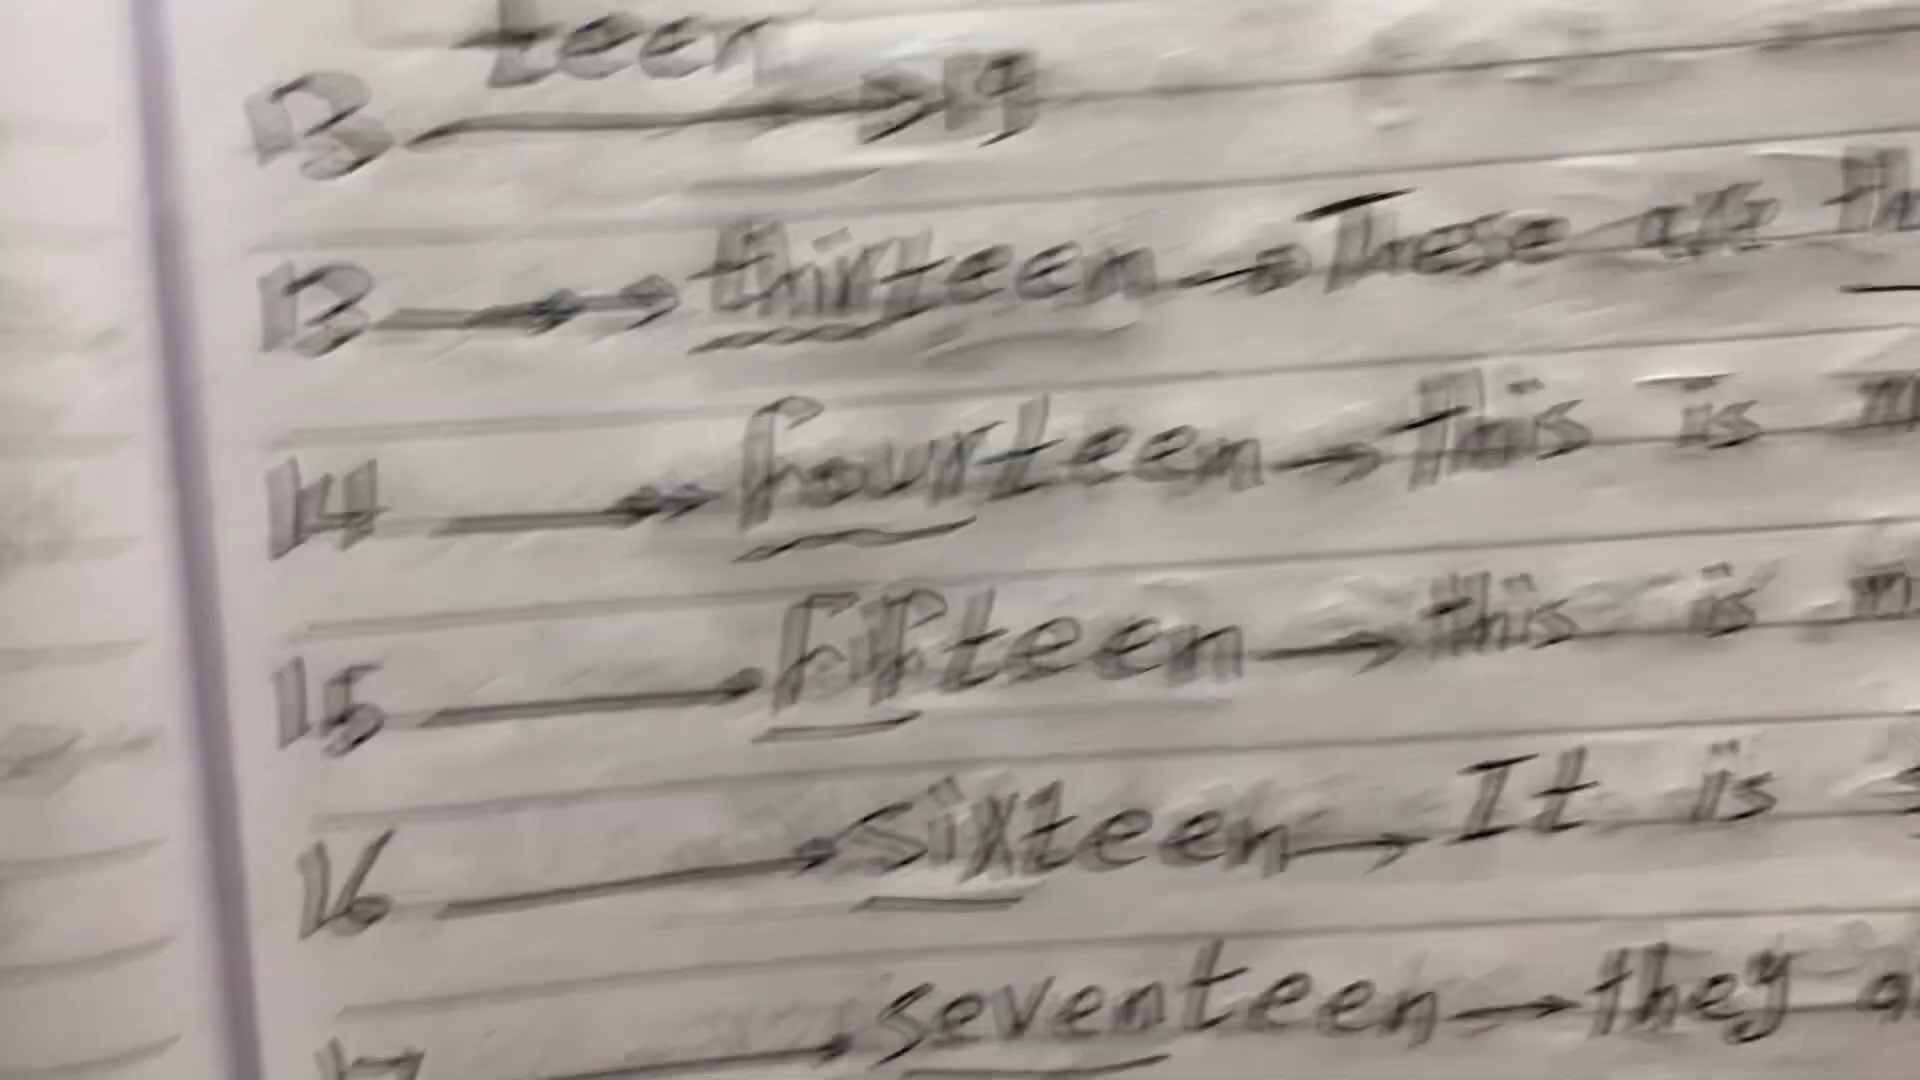 teen
13 → 19
13 → thirteen → These are
14 → fourteen → This is
15 → fifteen → this is
16 → sixteen → It is
17 → seventeen → they